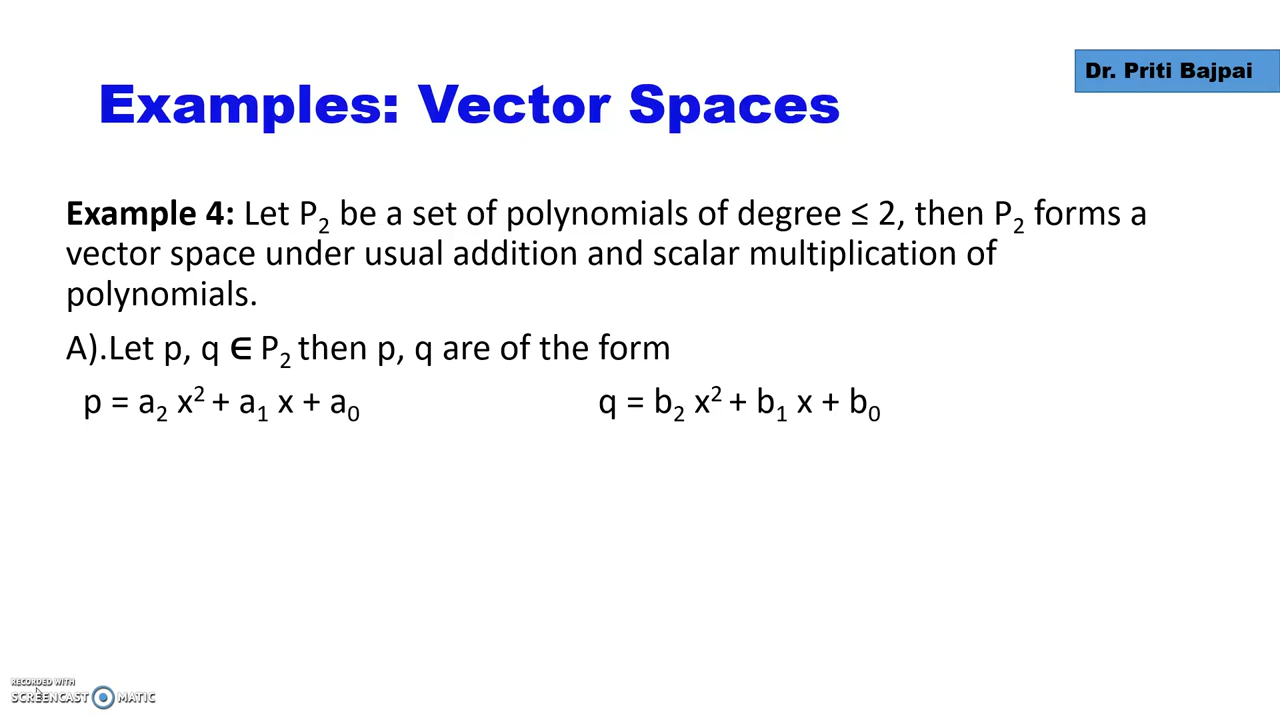 Dr. Priti Bajpai
Examples: Vector Spaces
Example 4: Let P₂ be a set of polynomials of degree ≤ 2, then P₂ forms a
vector space under usual addition and scalar multiplication of
polynomials.
A).Let p, q ∈ P₂ then p, q are of the form
p = a₂ x² + a₁ x + a₀ q = b₂ x² + b₁ x + b₀
RECORDED WITH
SCREENCAST MATIC